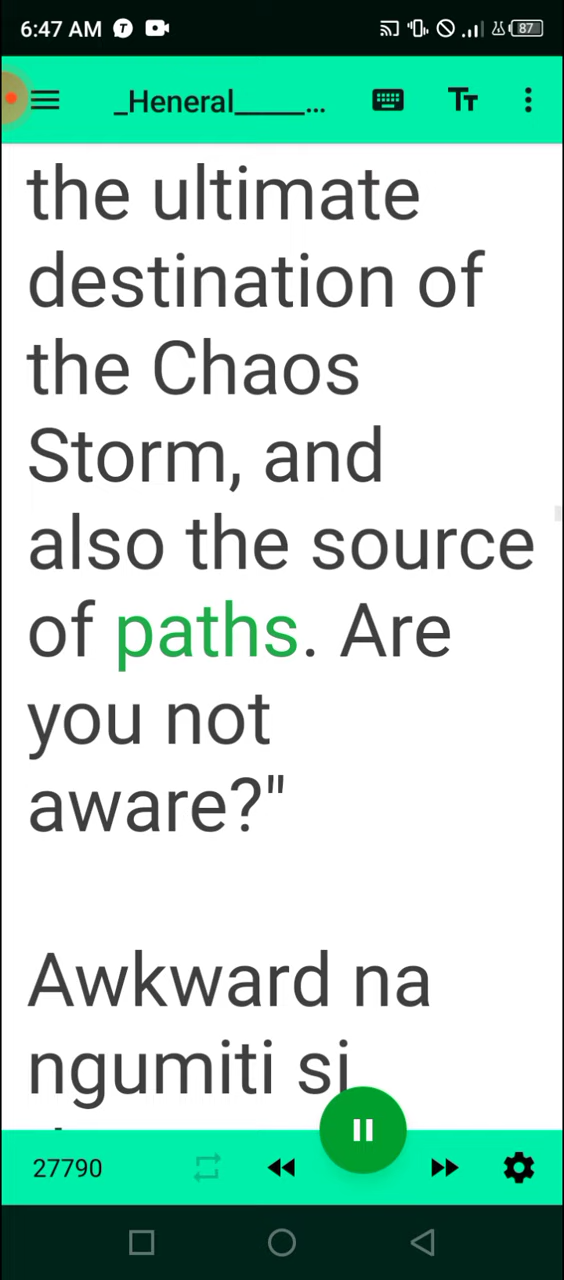 6:47 AM
87
_Heneral_____...
the ultimate
destination of
the Chaos
Storm, and
also the source
of paths. Are
you not
aware?"
Awkward na
ngumiti si
27790